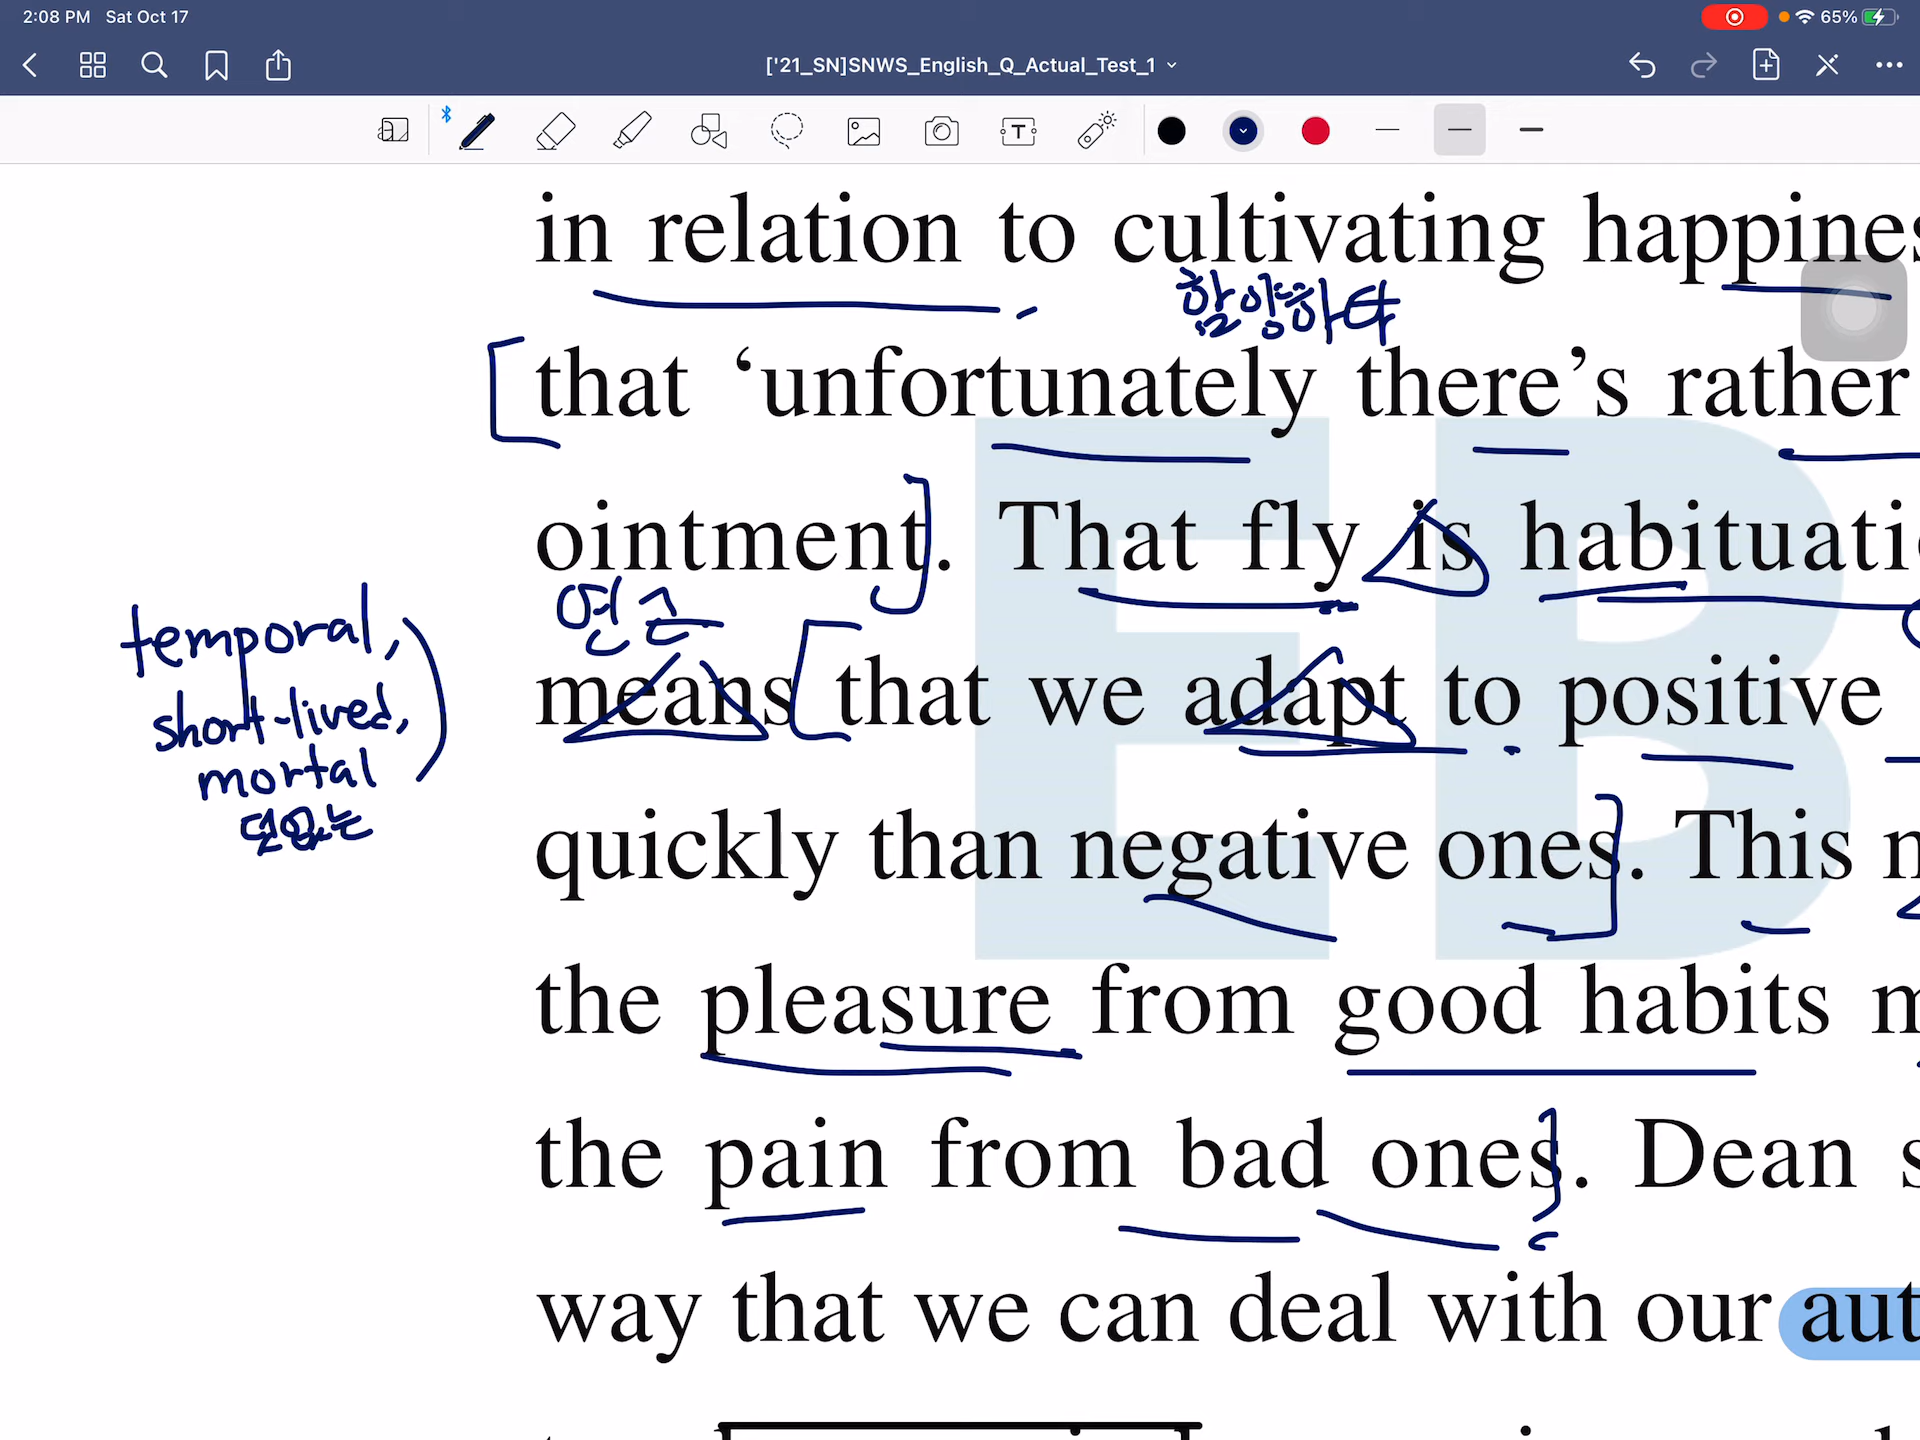 2:08 PM Sat Oct 17
65%
['21_SN]SNWS_English_Q_Actual_Test_1
T
in relation to cultivating happines
함양하다
that ‘unfortunately there’s rather
ointment. That fly is habituati
연고
means that we adapt to positive
temporal,
short-lived,
mortal
덧없는
quickly than negative ones. This
the pleasure from good habits
the pain from bad ones. Dean s
way that we can deal with our aut
EB